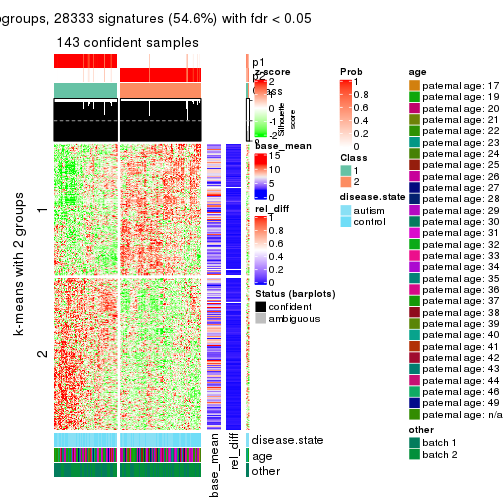 ogroups, 28333 signatures (54.6%) with fdr < 0.05
143 confident samples
p1
p2
Class
z-score
2
1
0
-1
-2
Silhouette
score
base_mean
15
10
5
0
rel_diff
1
0.8
0.6
0.4
0.2
0
Status (barplots)
confident
ambiguous
Prob
1
0.8
0.6
0.4
0.2
0
Class
1
2
disease.state
autism
control
age
paternal age: 17
paternal age: 19
paternal age: 20
paternal age: 21
paternal age: 22
paternal age: 23
paternal age: 24
paternal age: 25
paternal age: 26
paternal age: 27
paternal age: 28
paternal age: 29
paternal age: 30
paternal age: 31
paternal age: 32
paternal age: 33
paternal age: 34
paternal age: 35
paternal age: 36
paternal age: 37
paternal age: 38
paternal age: 39
paternal age: 40
paternal age: 41
paternal age: 42
paternal age: 43
paternal age: 44
paternal age: 46
paternal age: 49
paternal age: n/a
other
batch 1
batch 2
k-means with 2 groups
1
2
disease.state
age
other
base_mean
rel_diff